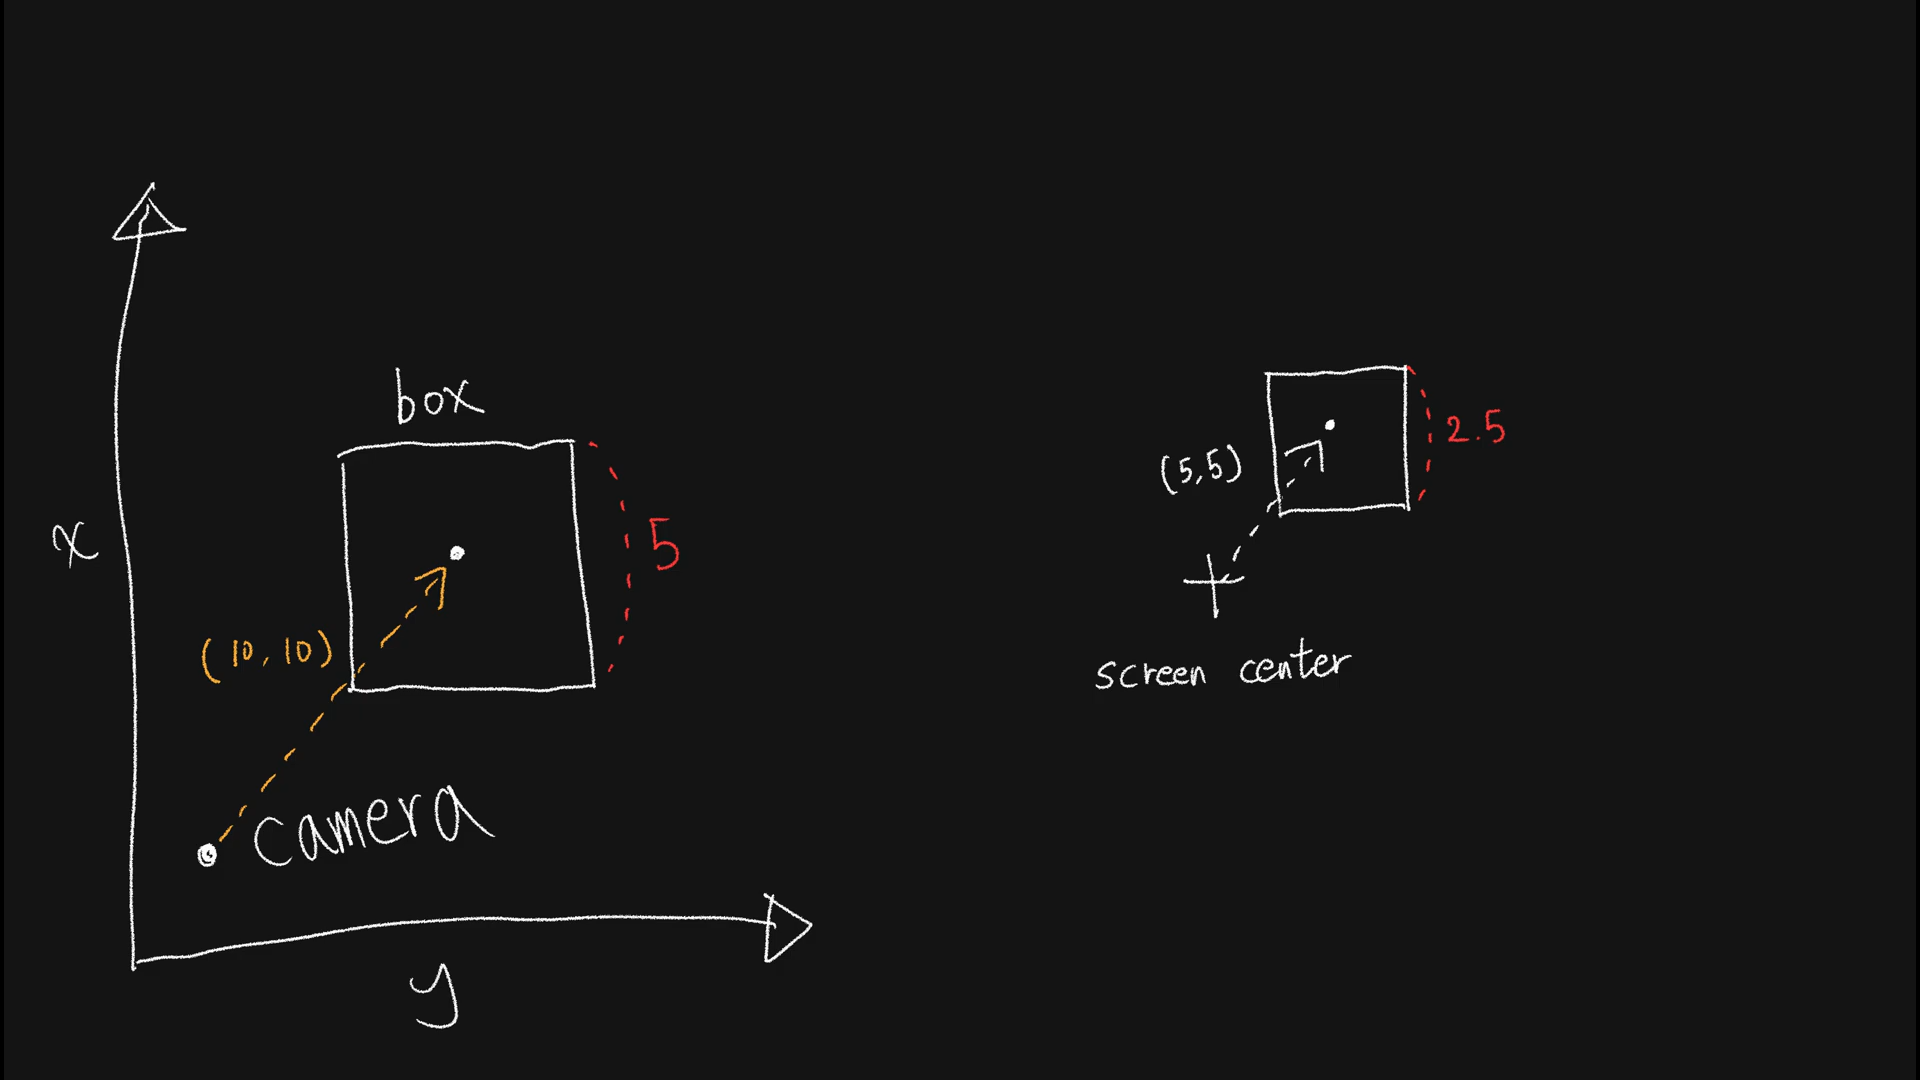 box
x
5
(10, 10)
camera
y
(5,5)
2.5
screen center